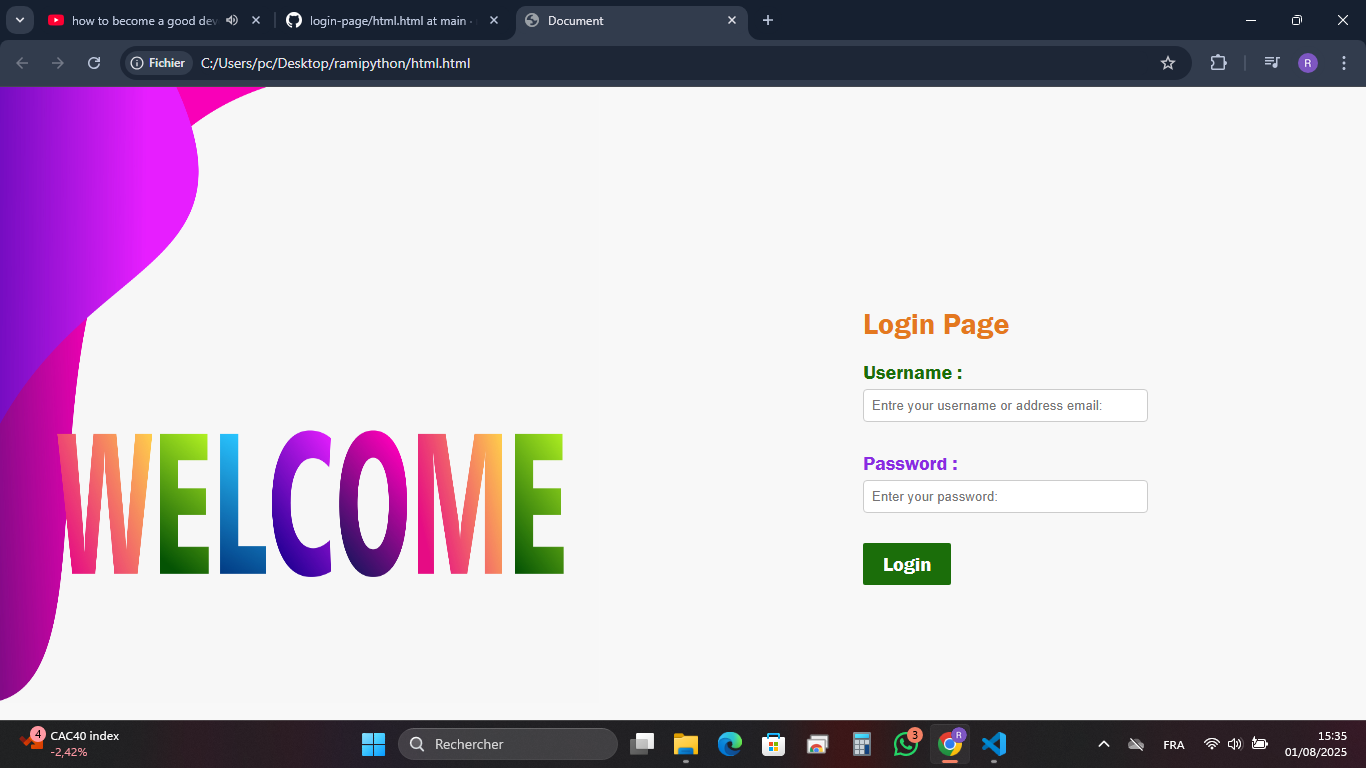 how to become a good dev
login-page/html.html at main ·
Document
Fichier
C:/Users/pc/Desktop/ramipython/html.html
R
WELCOME
Login Page
Username :
Entre your username or address email:
Password :
Enter your password:
Login
4
CAC40 index
-2,42%
Rechercher
3
R
FRA
15:35
01/08/2025